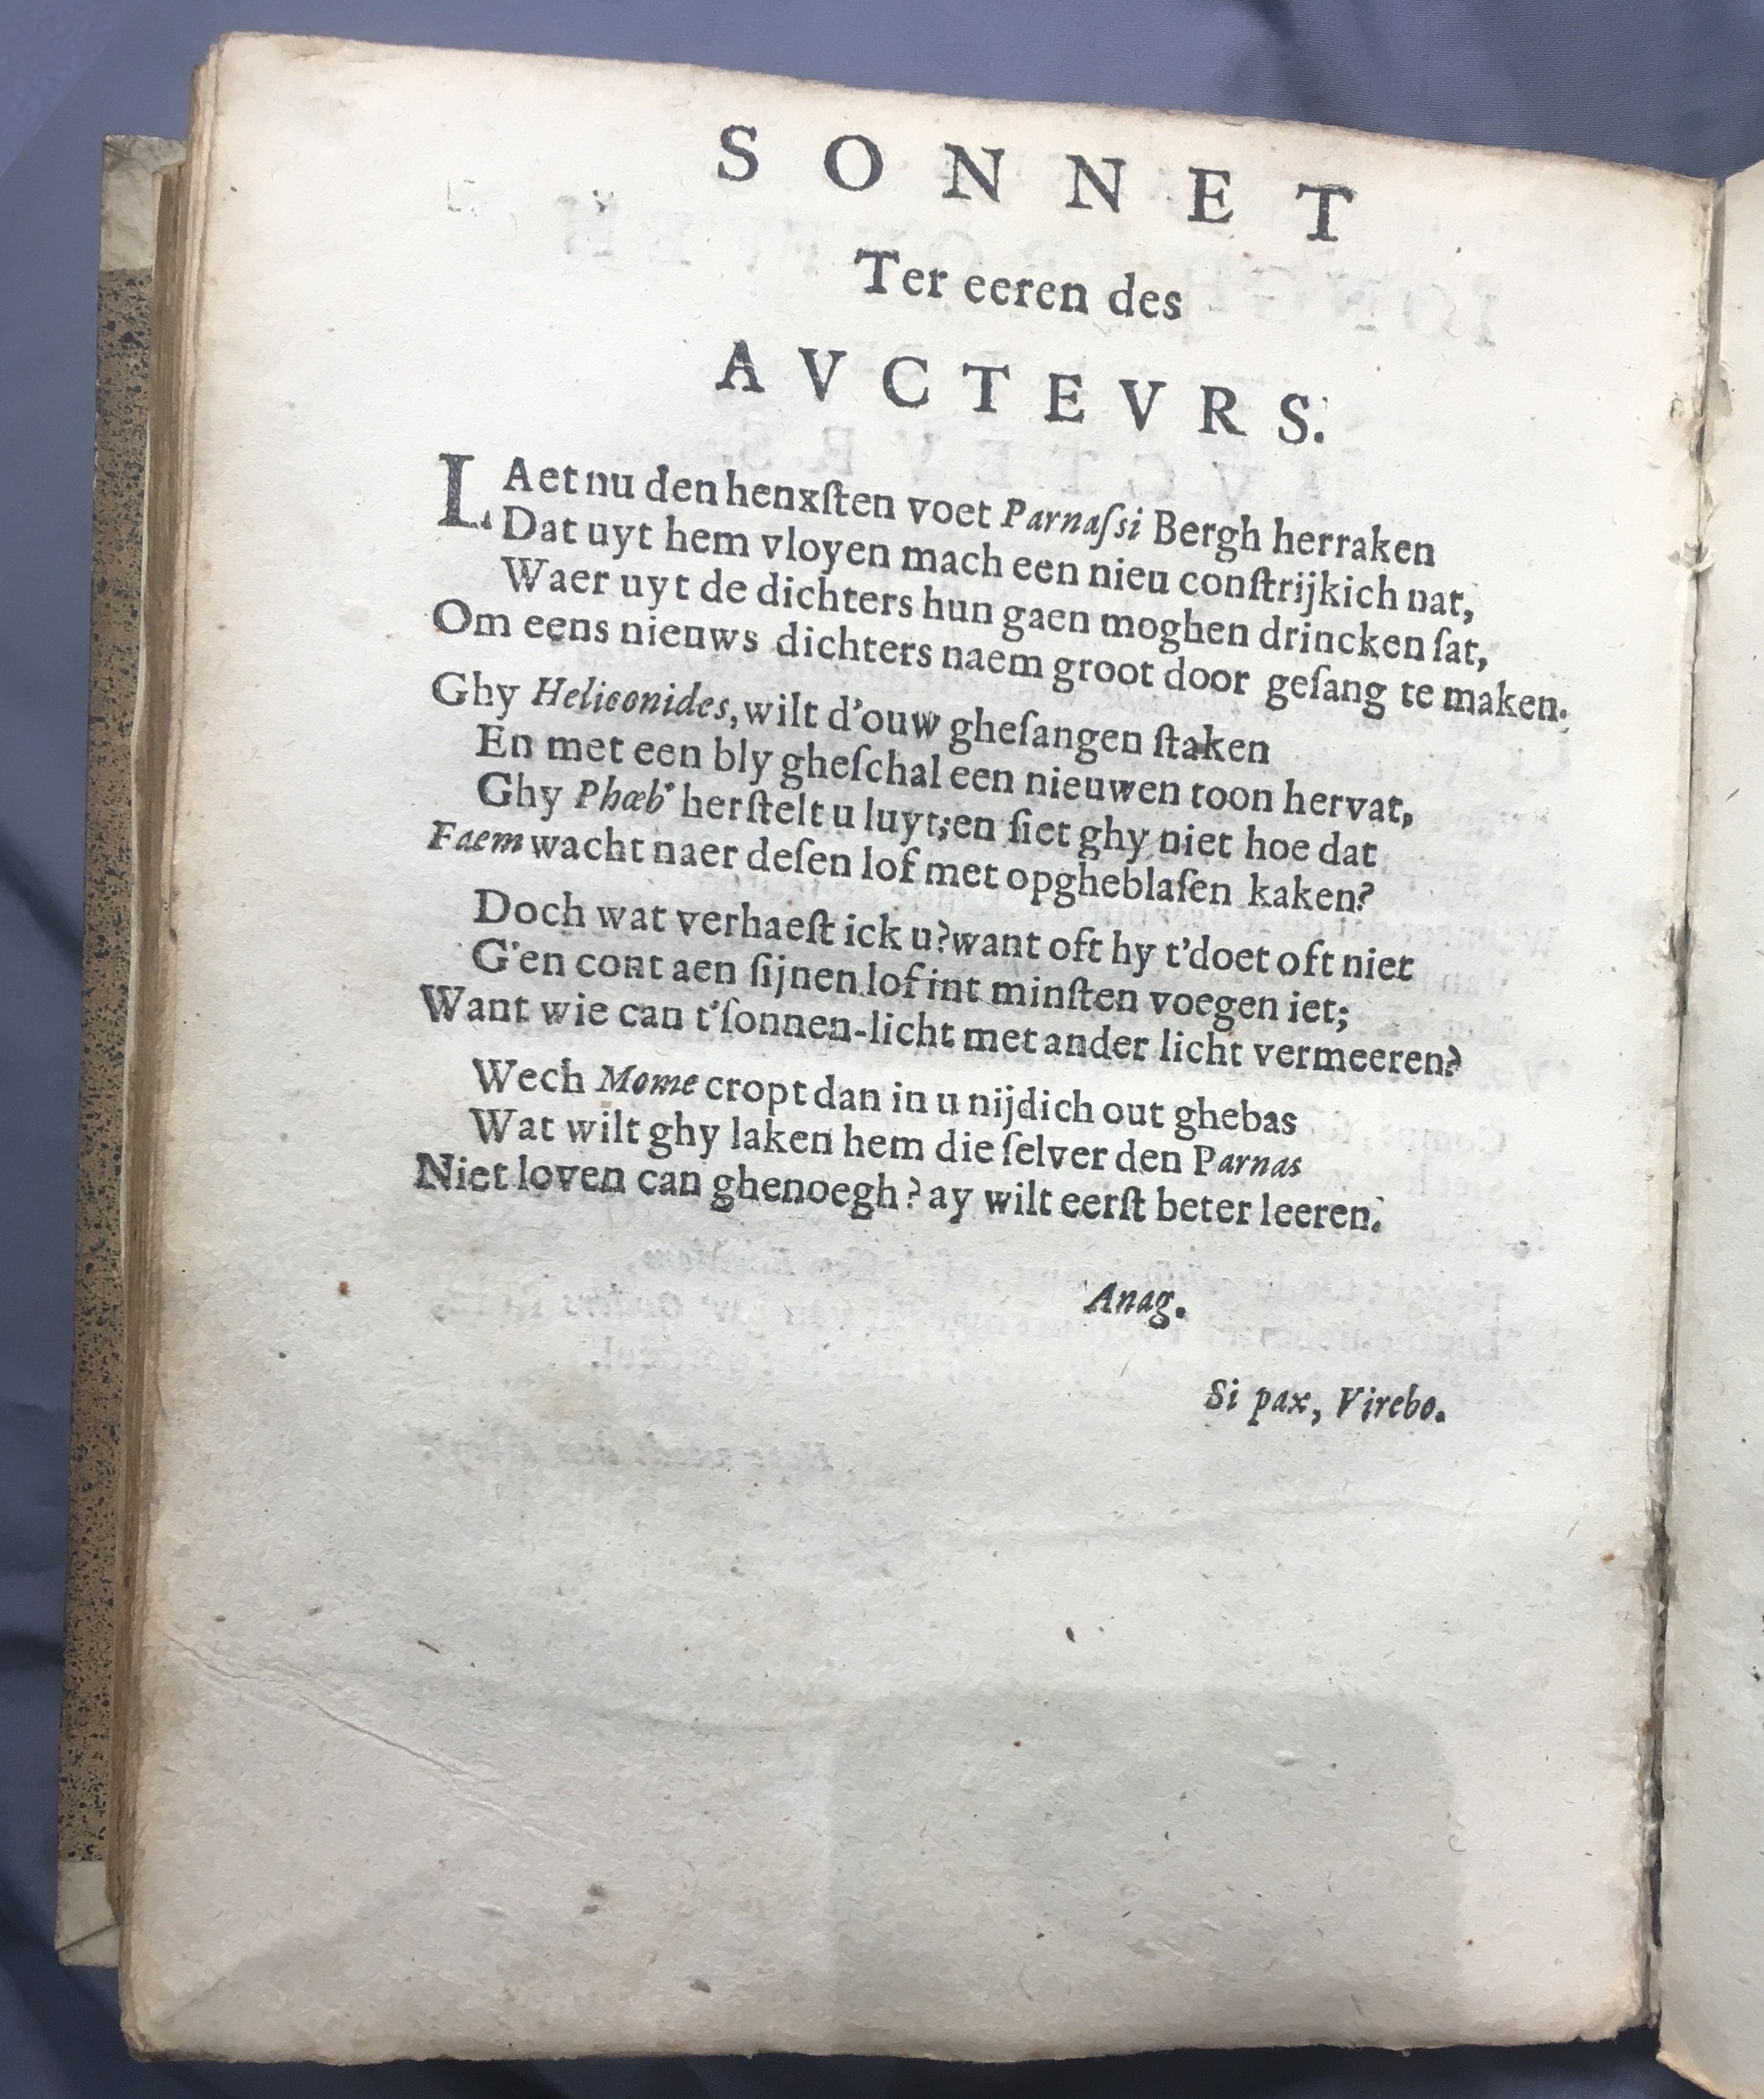 SONNET
Ter eeren des
AVCTEVRS.
LAet nu den henxſten voet Parnaſsi Bergh herraken
Dat uyt hem vloyen mach een nieu conſtrijkich nat,
Waer uyt de dichters hun gaen moghen drincken ſat,
Om eens nieuws dichters naem groot door geſang te maken.
Ghy Heliconides, wilt d'ouw gheſangen ſtaken
En met een bly gheſchal een nieuwen toon hervat,
Ghy Phœb' herſtelt u luyt; en ſiet ghy niet hoe dat
Faem wacht naer deſen lof met opgheblaſen kaken?
Doch wat verhaeſt ick u? want oft hy t'doet oft niet
G'en cont aen ſijnen lof int minſten voegen iet;
Want wie can t'ſonnen-licht met ander licht vermeeren?
Wech Mome cropt dan in u nijdich out ghebas
Wat wilt ghy laken hem die ſelver den Parnas
Niet loven can ghenoegh? ay wilt eerſt beter leeren.
Anag.
Si pax, Virebo.